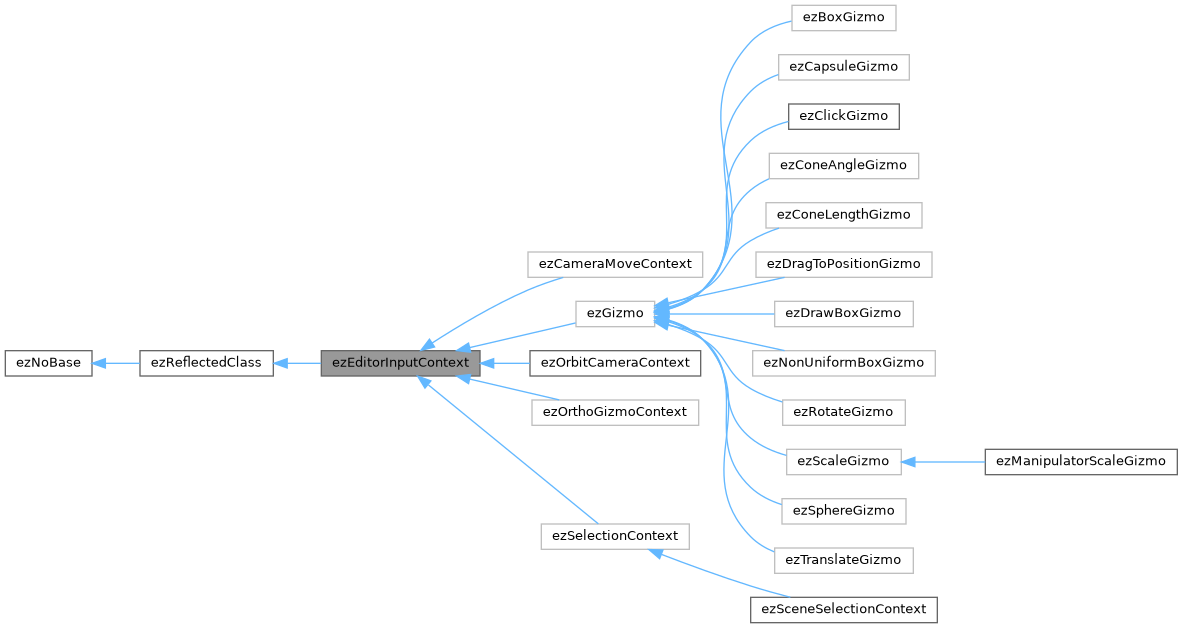 ezBoxGizmo
ezCapsuleGizmo
ezClickGizmo
ezConeAngleGizmo
ezConeLengthGizmo
ezCameraMoveContext
ezDragToPositionGizmo
ezGizmo
ezDrawBoxGizmo
ezNoBase
ezReflectedClass
ezEditorInputContext
ezOrbitCameraContext
ezNonUniformBoxGizmo
ezOrthoGizmoContext
ezRotateGizmo
ezScaleGizmo
ezManipulatorScaleGizmo
ezSphereGizmo
ezSelectionContext
ezTranslateGizmo
ezSceneSelectionContext